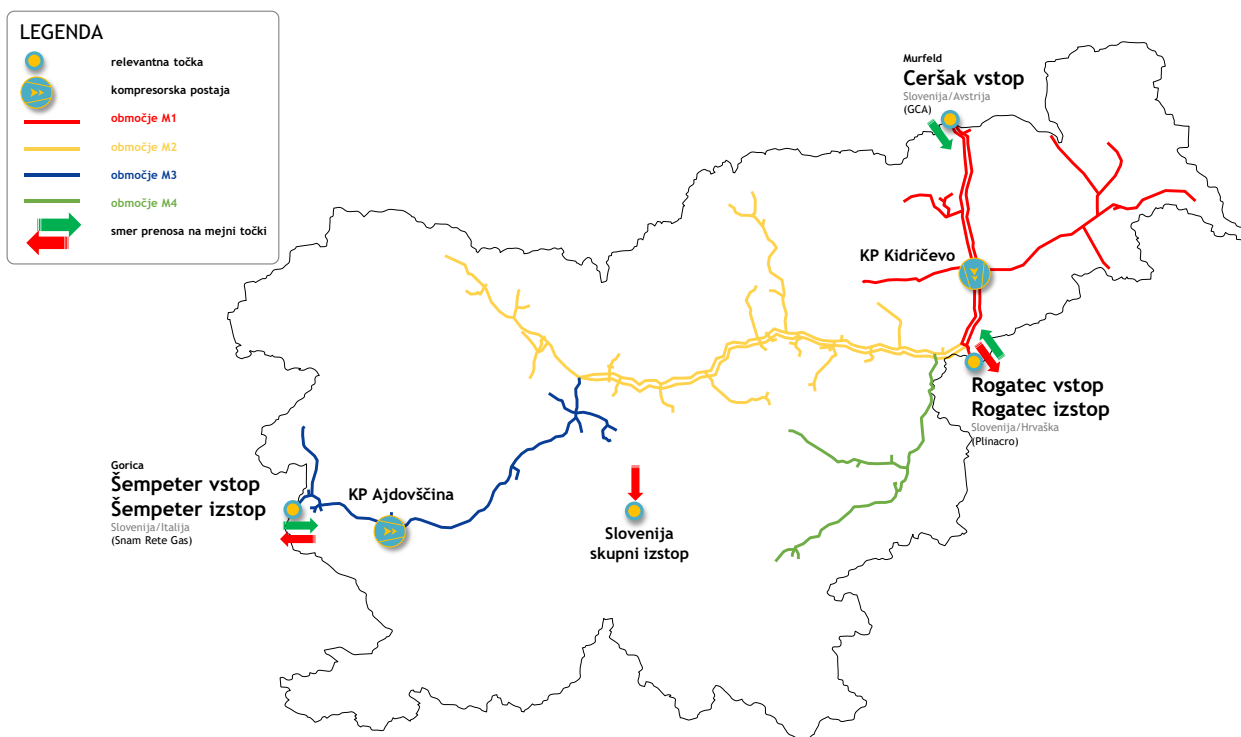 LEGENDA
relevantna točka
kompresorska postaja
območje M1
območje M2
območje M3
območje M4
smer prenosa na mejni točki
Murfeld
Ceršak vstop
Slovenija/Avstrija
(GCA)
KP Kidričevo
Rogatec vstop
Rogatec izstop
Slovenija/Hrvaška
(Plinacro)
Gorica
Šempeter vstop
Šempeter izstop
Slovenija/Italija
(Snam Rete Gas)
KP Ajdovščina
Slovenija
skupni izstop